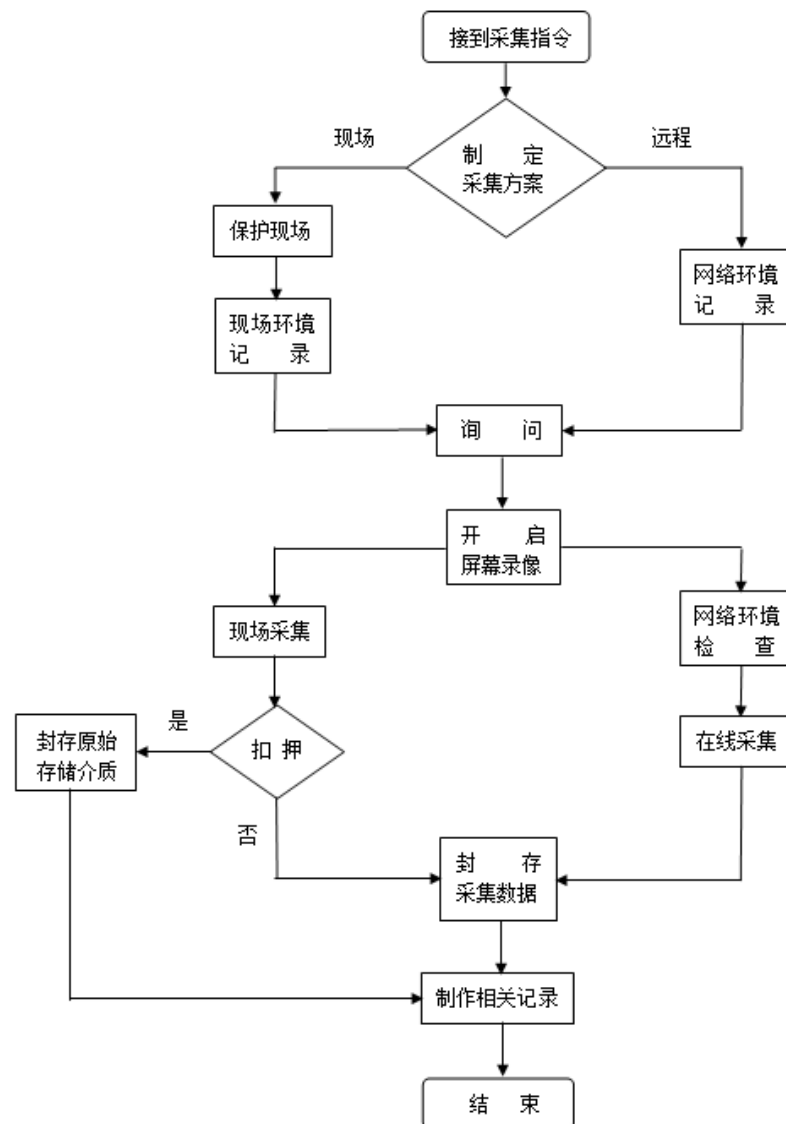 接到采集指令
现场
制 定
采集方案
远程
保护现场
现场环境
记 录
网络环境
记 录
询 问
开 启
屏幕录像
现场采集
网络环境
检 查
是
扣 押
封存原始
存储介质
在线采集
否
封 存
采集数据
制作相关记录
结 束